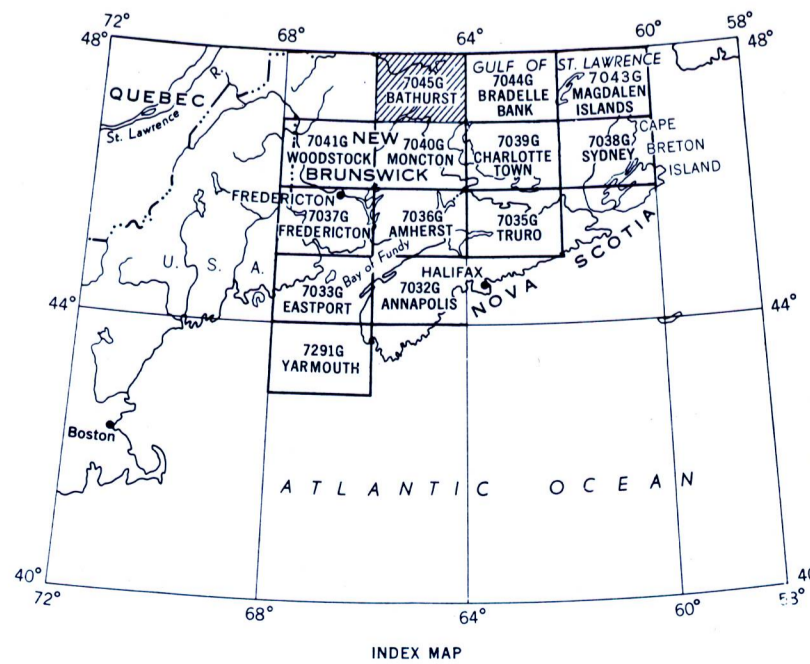 72°
68°
64°
60°
58°
48°
48°
QUEBEC
R.
St. Lawrence
7045G
BATHURST
GULF OF
ST. LAWRENCE
7044G
BRADELLE
BANK
7043G
MAGDALEN
ISLANDS
7041G
WOODSTOCK
NEW
BRUNSWICK
7040G
MONCTON
7039G
CHARLOTTE
TOWN
7038G
SYDNEY
CAPE
BRETON
ISLAND
FREDERICTON
7037G
FREDERICTON
7036G
AMHERST
7035G
TRURO
U. S. A.
Bay of Fundy
HALIFAX
NOVA SCOTIA
7033G
EASTPORT
7032G
ANNAPOLIS
44°
44°
7291G
YARMOUTH
Boston
ATLANTIC OCEAN
40°
72°
68°
64°
60°
53°
INDEX MAP